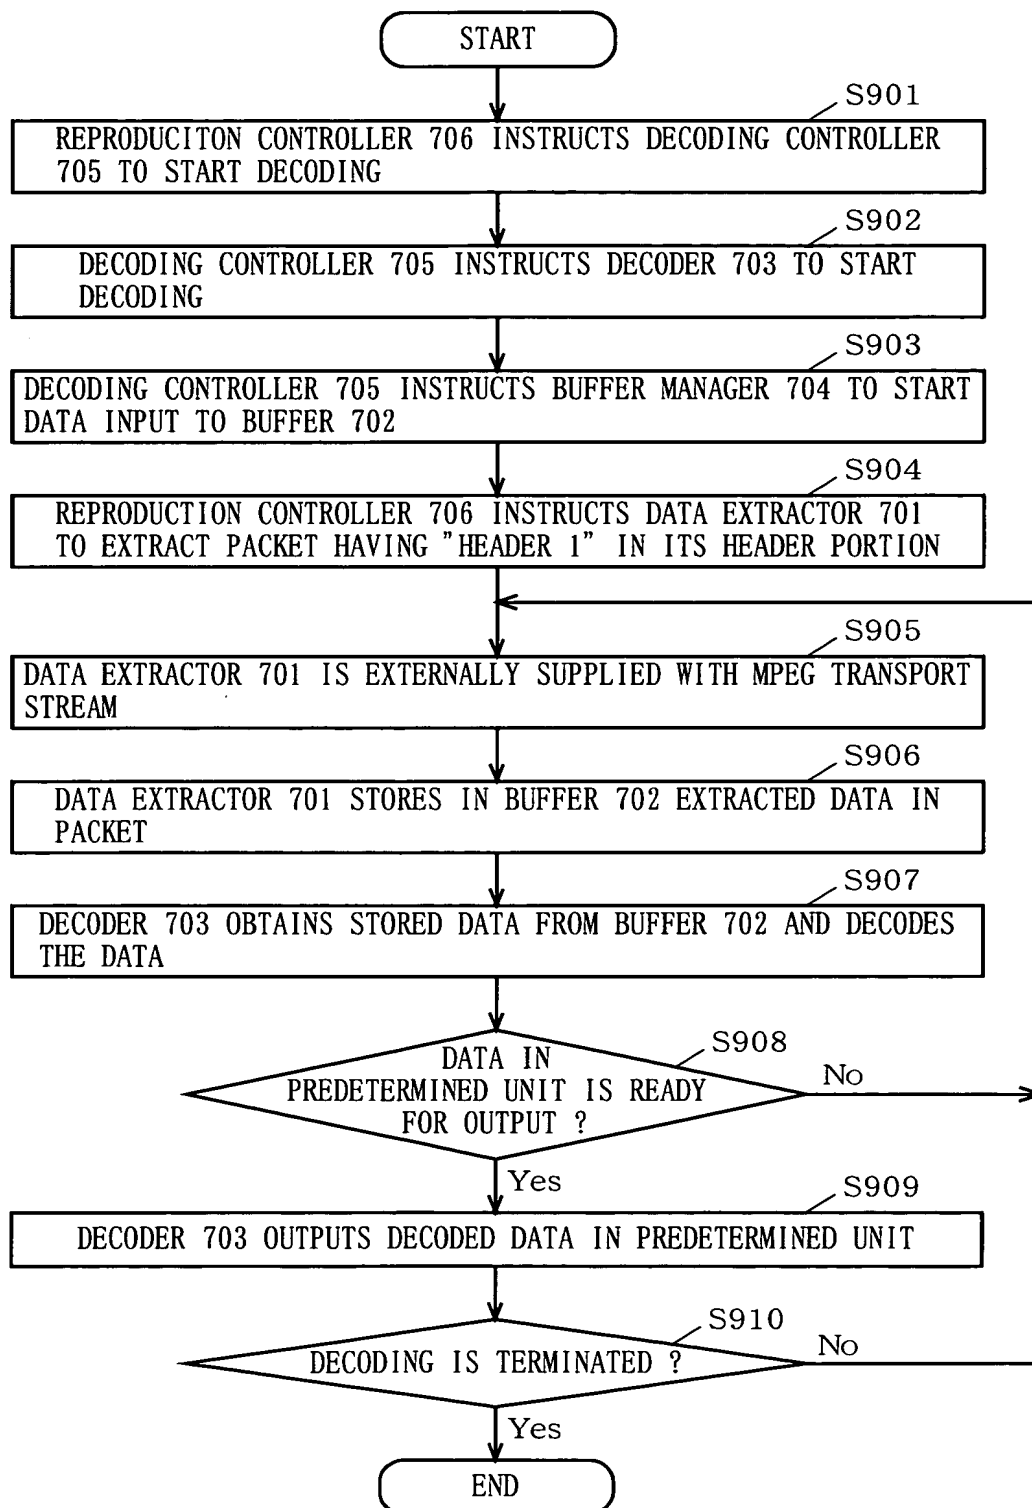 START
S901
REPRODUCITON CONTROLLER 706 INSTRUCTS DECODING CONTROLLER
705 TO START DECODING
S902
DECODING CONTROLLER 705 INSTRUCTS DECODER 703 TO START
DECODING
S903
DECODING CONTROLLER 705 INSTRUCTS BUFFER MANAGER 704 TO START
DATA INPUT TO BUFFER 702
S904
REPRODUCTION CONTROLLER 706 INSTRUCTS DATA EXTRACTOR 701
TO EXTRACT PACKET HAVING "HEADER 1" IN ITS HEADER PORTION
S905
DATA EXTRACTOR 701 IS EXTERNALLY SUPPLIED WITH MPEG TRANSPORT
STREAM
S906
DATA EXTRACTOR 701 STORES IN BUFFER 702 EXTRACTED DATA IN
PACKET
S907
DECODER 703 OBTAINS STORED DATA FROM BUFFER 702 AND DECODES
THE DATA
S908
DATA IN
PREDETERMINED UNIT IS READY
FOR OUTPUT ?
No
Yes
S909
DECODER 703 OUTPUTS DECODED DATA IN PREDETERMINED UNIT
S910
DECODING IS TERMINATED ?
No
Yes
END